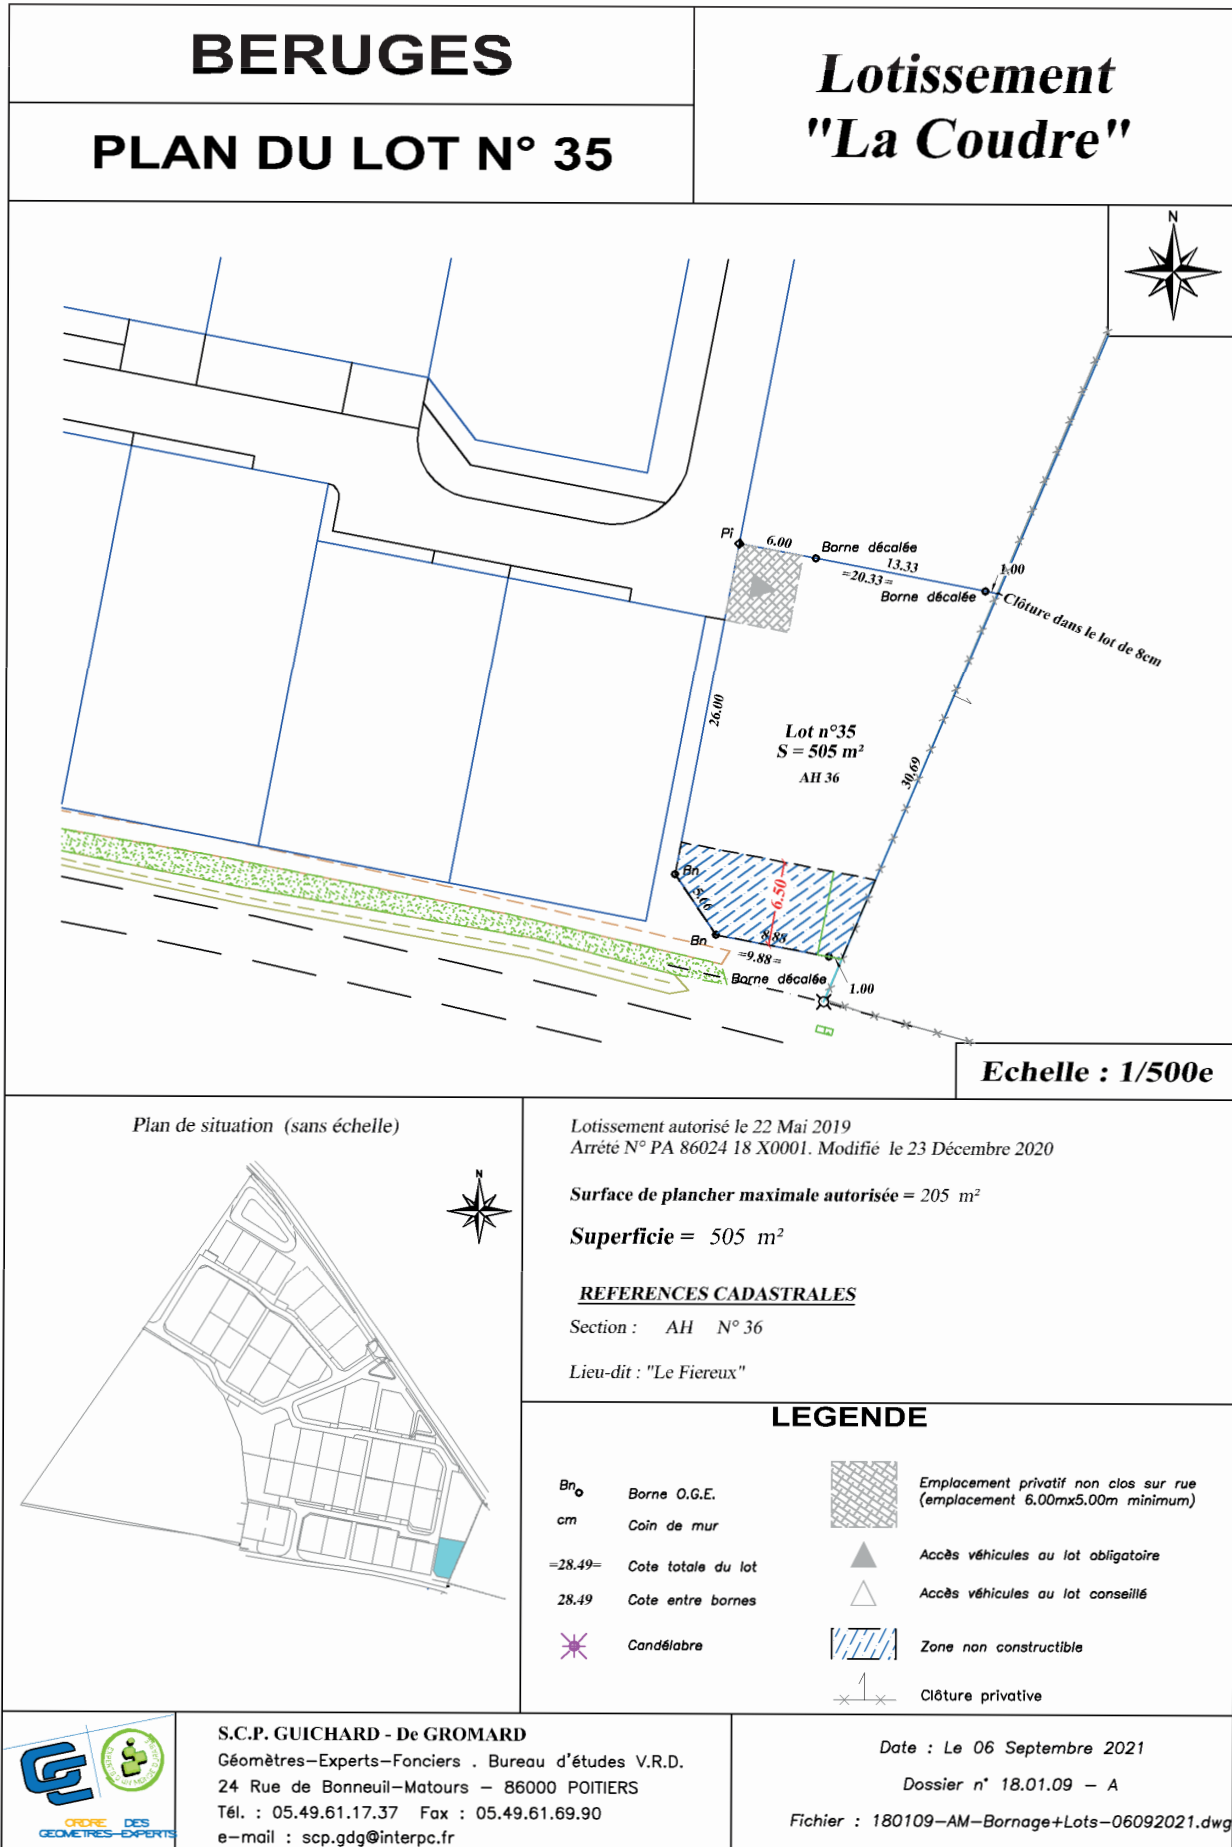 BERUGES
PLAN DU LOT N° 35
Lotissement
"La Coudre"
N
Pi
6.00
Borne décalée
13.33
=20.33=
Borne décalée
1.00
Clôture dans le lot de 8cm
26.00
Lot n°35
S = 505 m²
AH 36
30.69
Bn
5.66
6.50
Bn
8.88
=9.88=
Borne décalée
1.00
Echelle : 1/500e
Plan de situation (sans échelle)
N
Lotissement autorisé le 22 Mai 2019
Arrété N° PA 86024 18 X0001. Modifié le 23 Décembre 2020
Surface de plancher maximale autorisée = 205 m²
Superficie = 505 m²
REFERENCES CADASTRALES
Section : AH N° 36
Lieu-dit : "Le Fiereux"
LEGENDE
Bn Borne O.G.E.
cm Coin de mur
=28.49= Cote totale du lot
28.49 Cote entre bornes
Candélabre
Emplacement privatif non clos sur rue
(emplacement 6.00mx5.00m minimum)
Accès véhicules au lot obligatoire
Accès véhicules au lot conseillé
Zone non constructible
Clôture privative
ORDRE DES
GEOMETRES-EXPERTS
S.C.P. GUICHARD - De GROMARD
Géomètres-Experts-Fonciers . Bureau d'études V.R.D.
24 Rue de Bonneuil-Matours - 86000 POITIERS
Tél. : 05.49.61.17.37 Fax : 05.49.61.69.90
e-mail : scp.gdg@interpc.fr
Date : Le 06 Septembre 2021
Dossier n° 18.01.09 - A
Fichier : 180109-AM-Bornage+Lots-06092021.dwg